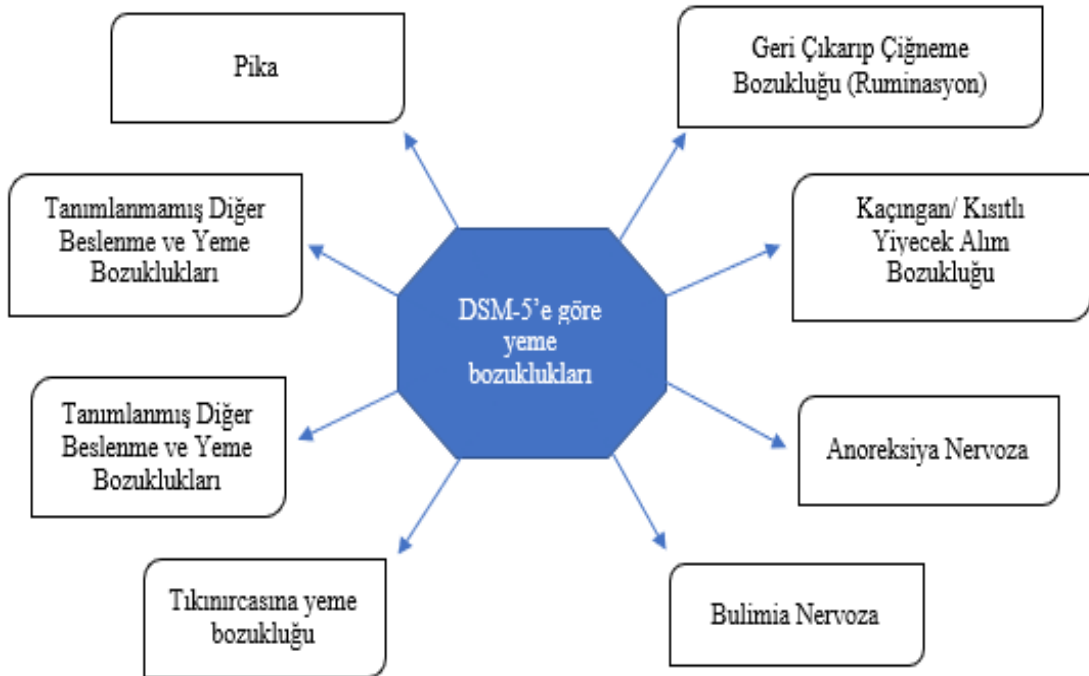 Pika
Geri Çıkarıp Çiğneme
Bozukluğu (Ruminasyon)
Tanımlanmamış Diğer
Beslenme ve Yeme
Bozuklukları
Kaçıngan/ Kısıtlı
Yiyecek Alım
Bozukluğu
DSM-5’e göre
yeme
bozuklukları
Tanımlanmış Diğer
Beslenme ve Yeme
Bozuklukları
Anoreksiya Nervoza
Tıkınırcasına yeme
bozukluğu
Bulimia Nervoza